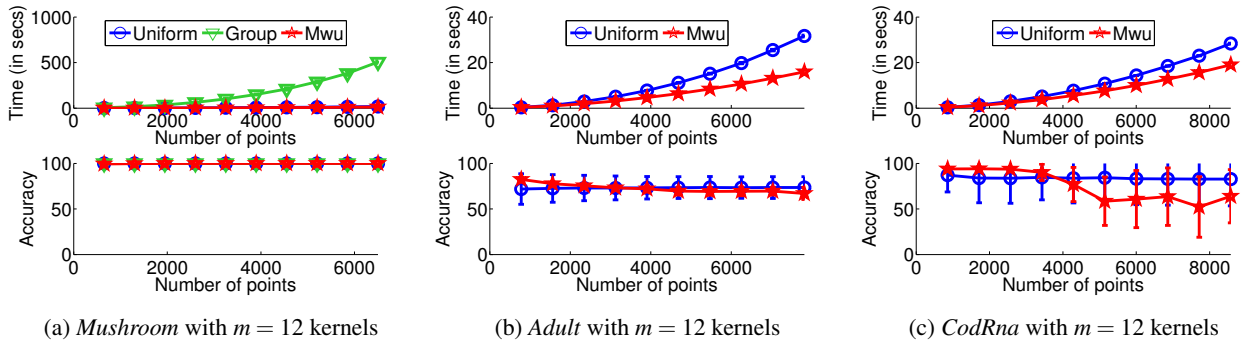 Time (in secs)
1000
500
0
Uniform Group Mwu
0 2000 4000 6000
Number of points
Accuracy
100
50
0
0 2000 4000 6000
Number of points
(a) Mushroom with m = 12 kernels
Time (in secs)
40
20
0
Uniform Mwu
0 2000 4000 6000
Number of points
Accuracy
100
50
0
0 2000 4000 6000
Number of points
(b) Adult with m = 12 kernels
Time (in secs)
40
20
0
Uniform Mwu
0 2000 4000 6000 8000
Number of points
Accuracy
100
50
0
0 2000 4000 6000 8000
Number of points
(c) CodRna with m = 12 kernels